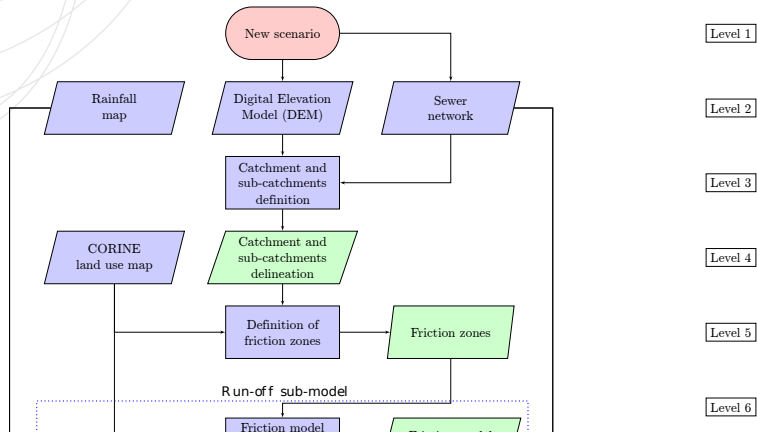 New scenario
Level 1
Rainfall
map
Digital Elevation
Model (DEM)
Sewer
network
Level 2
Catchment and
sub-catchments
definition
Level 3
CORINE
land use map
Catchment and
sub-catchments
delineation
Level 4
Definition of
friction zones
Friction zones
Level 5
Run-off sub-model
Level 6
Friction model